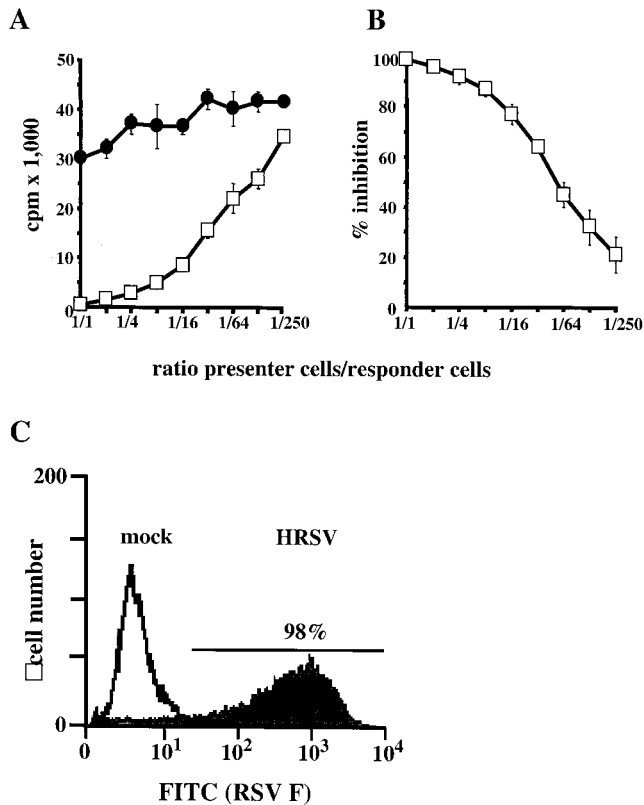 A
50
40
30
20
10
0
cpm x 1,000
1/1 1/4 1/16 1/64 1/250
B
100
80
60
40
20
0
% inhibition
1/1 1/4 1/16 1/64 1/250
ratio presenter cells/responder cells
C
200
0
cell number
mock
HRSV
98%
0 10¹ 10² 10³ 10⁴
FITC (RSV F)